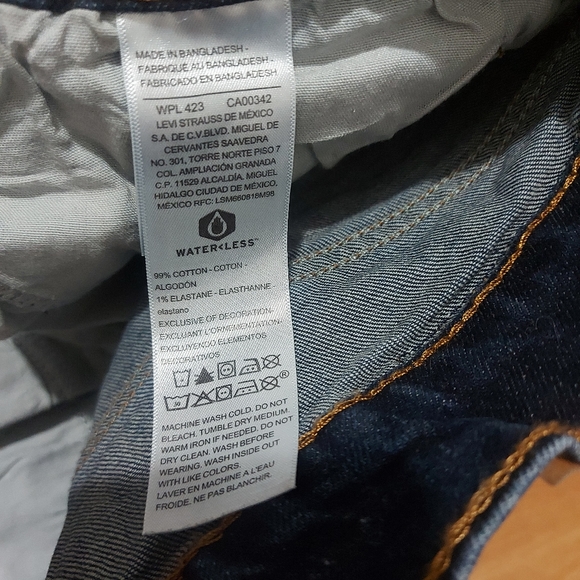 MADE IN BANGLADESH -
FABRIQUÉ AU BANGLADESH -
FABRICADO EN BANGLADESH
WPL 423 CA00342
LEVI STRAUSS DE MÉXICO
S.A. DE C.V.BLVD. MIGUEL DE
CERVANTES SAAVEDRA
NO. 301, TORRE NORTE PISO 7
COL. AMPLIACIÓN GRANADA
C.P. 11529 ALCALDÍA. MIGUEL
HIDALGO CIUDAD DE MÉXICO.
MÉXICO RFC:
WATER<LESS™
99% COTTON - COTON -
ALGODÓN
1% ELASTANE - ELASTHANNE -
elastano
EXCLUSIVE OF DECORATION-
EXCLUANT L'ORNEMENTATION-
EXCLUYENDO ELEMENTOS
DECORATIVOS
30 ®
MACHINE WASH COLD. DO NOT
BLEACH. TUMBLE DRY MEDIUM.
WARM IRON IF NEEDED. DO NOT
DRY CLEAN. WASH BEFORE
WEARING. WASH INSIDE OUT
WITH LIKE COLORS.
LAVER EN MACHINE A L'EAU
FROIDE. NE PAS BLANCHIR.